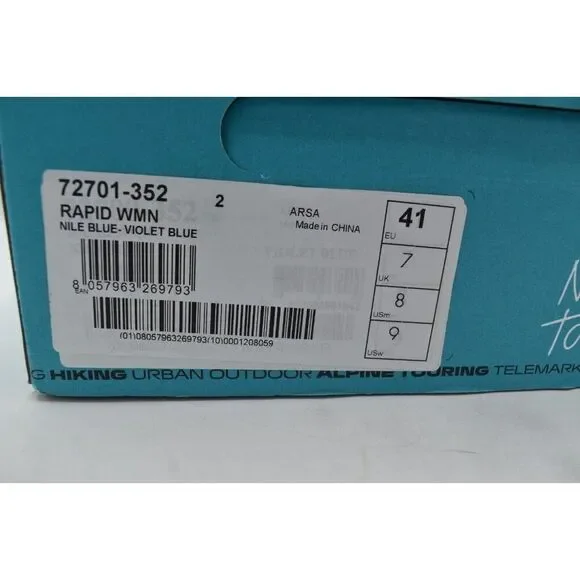 72701-352 2
RAPID WMN ARSA
Made in CHINA
NILE BLUE- VIOLET BLUE
EAN 8 057963 269793
(01)08057963269793(10)0001208059
41
EU
7
UK
8
USm
9
USw
G HIKING URBAN OUTDOOR ALPINE TOURING TELEMARK